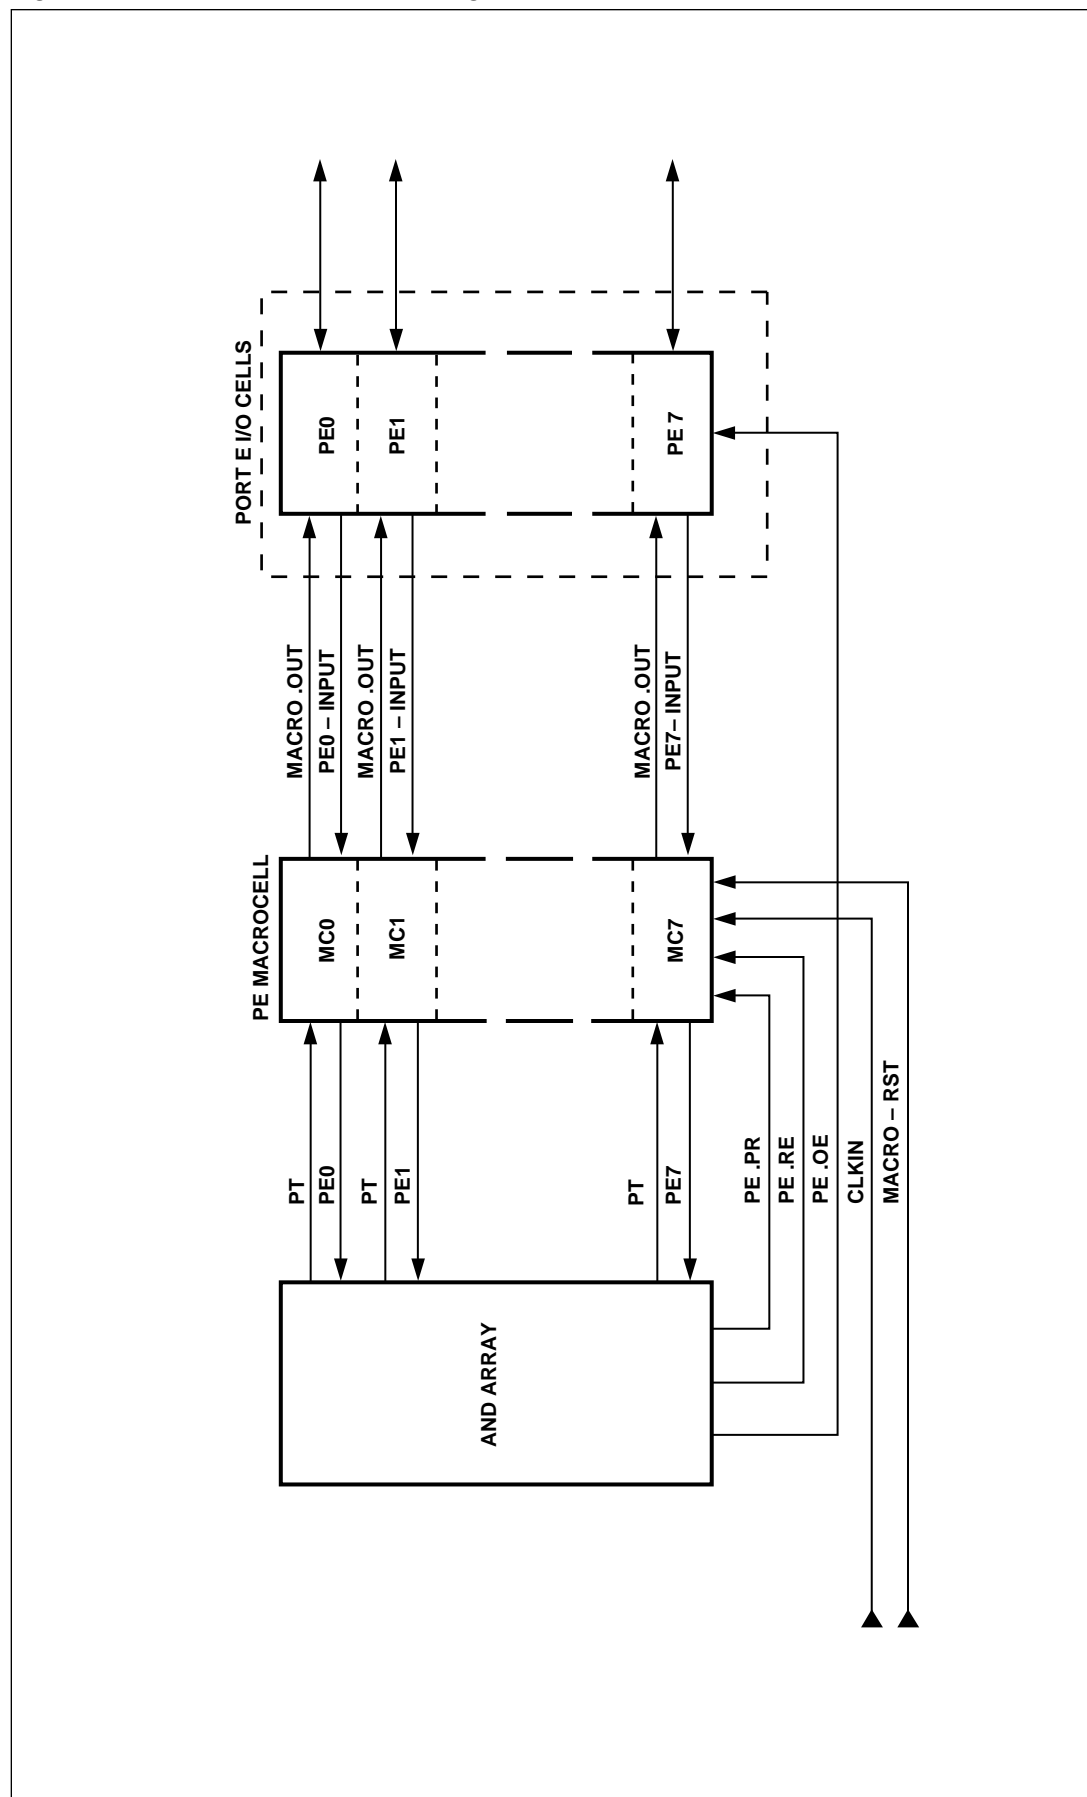 PORT E I/O CELLS
PE0
PE1
PE 7
MACRO .OUT
PE0 – INPUT
MACRO .OUT
PE1 – INPUT
MACRO .OUT
PE7– INPUT
PE MACROCELL
MC0
MC1
MC7
PT
PE0
PT
PE1
PT
PE7
PE .PR
PE .RE
PE .OE
CLKIN
MACRO – RST
AND ARRAY